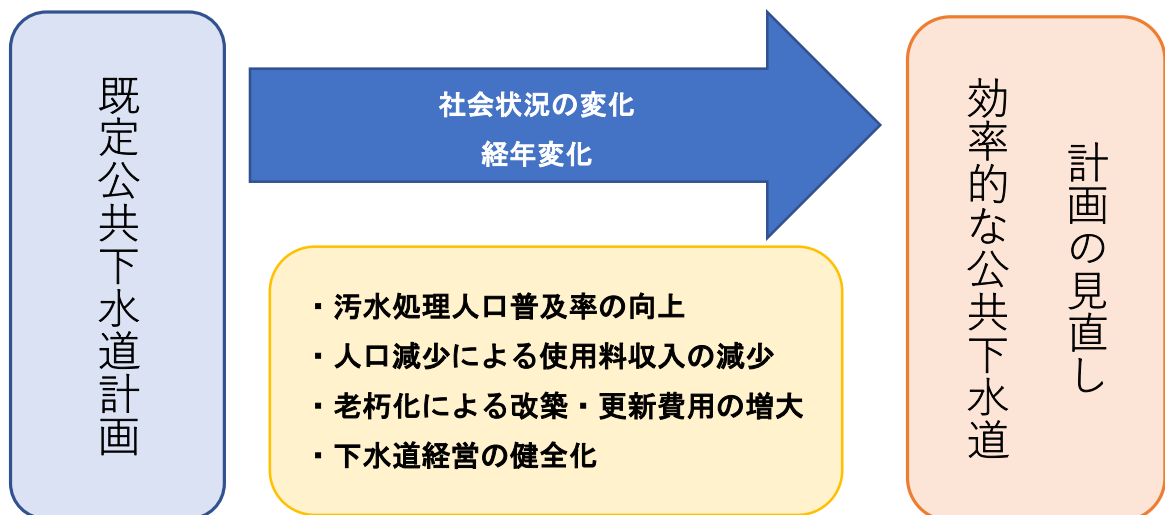 既定公共下水道計画
社会状況の変化
経年変化
・汚水処理人口普及率の向上
・人口減少による使用料収入の減少
・老朽化による改築・更新費用の増大
・下水道経営の健全化
計画の見直し
効率的な公共下水道